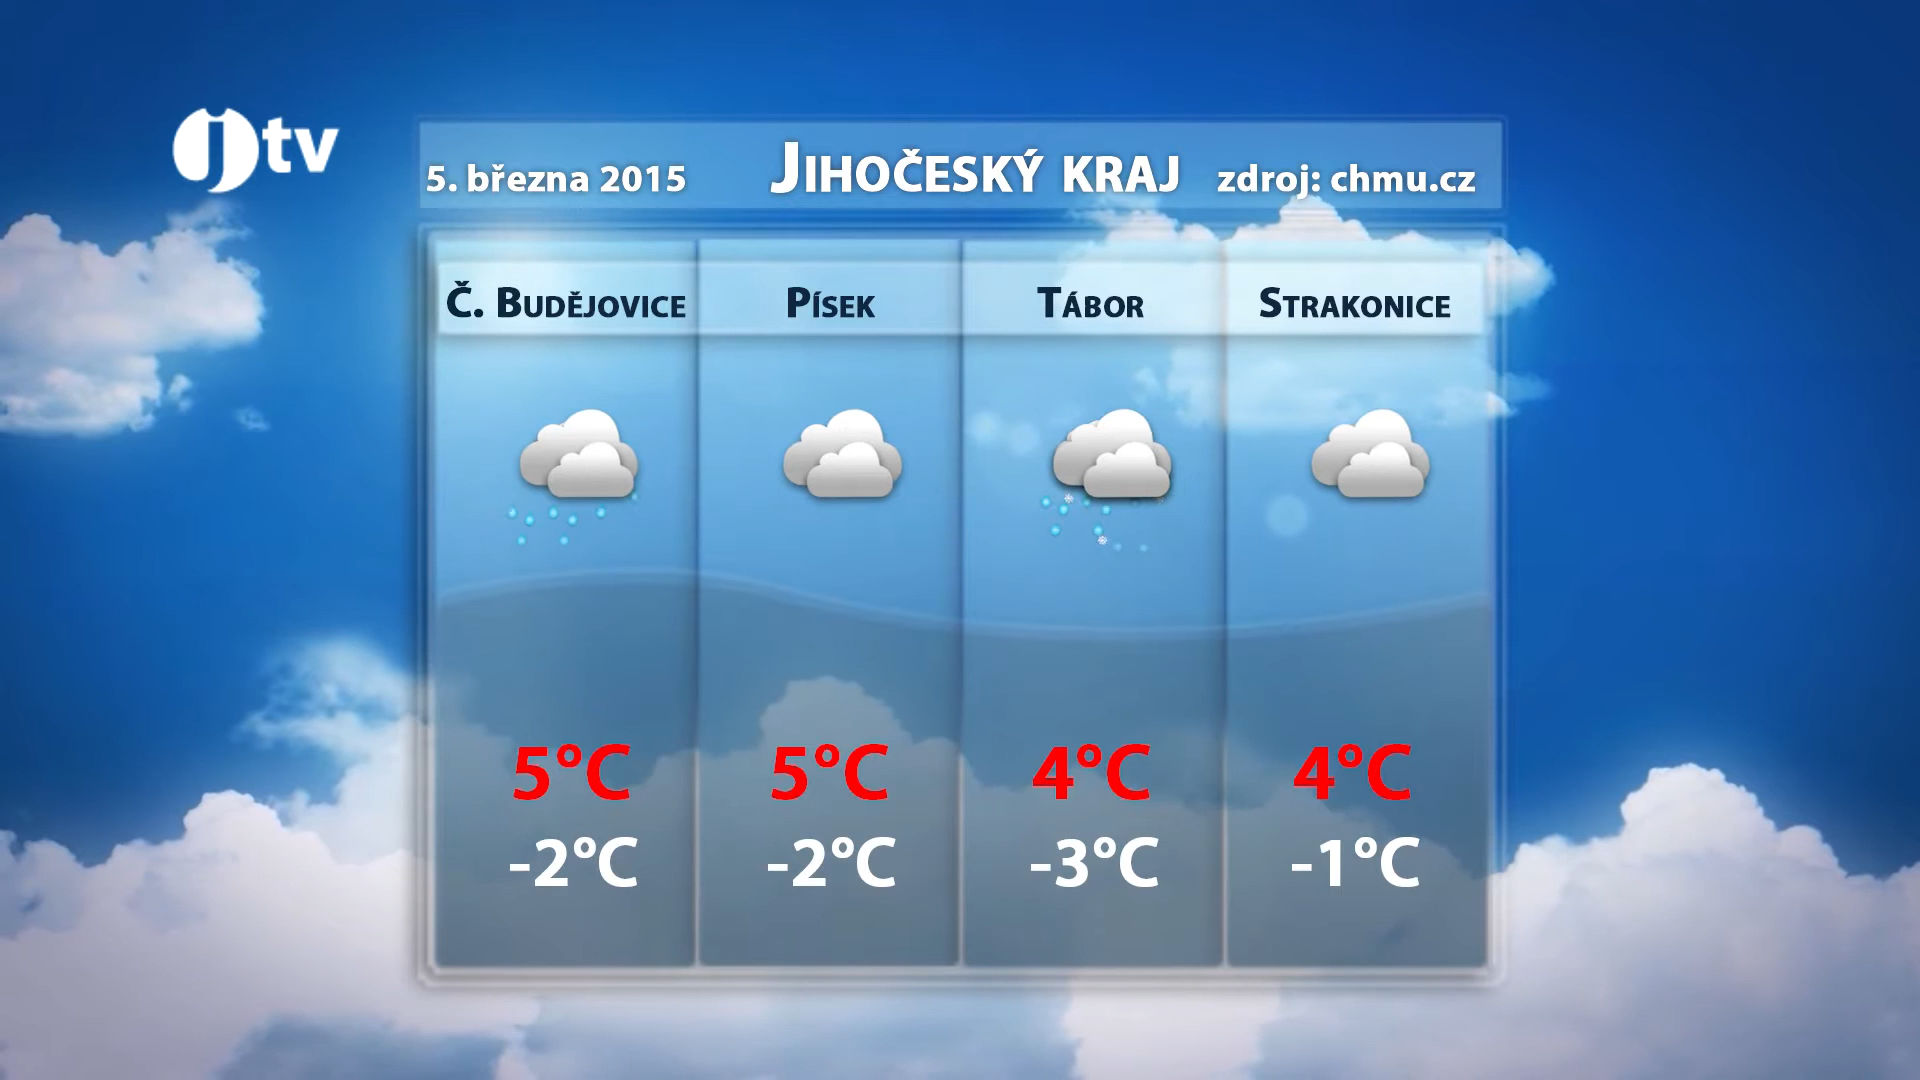 jtv
5. března 2015 Jihočeský kraj zdroj: chmu.cz
Č. Budějovice Písek Tábor Strakonice
5°C 5°C 4°C 4°C
-2°C -2°C -3°C -1°C